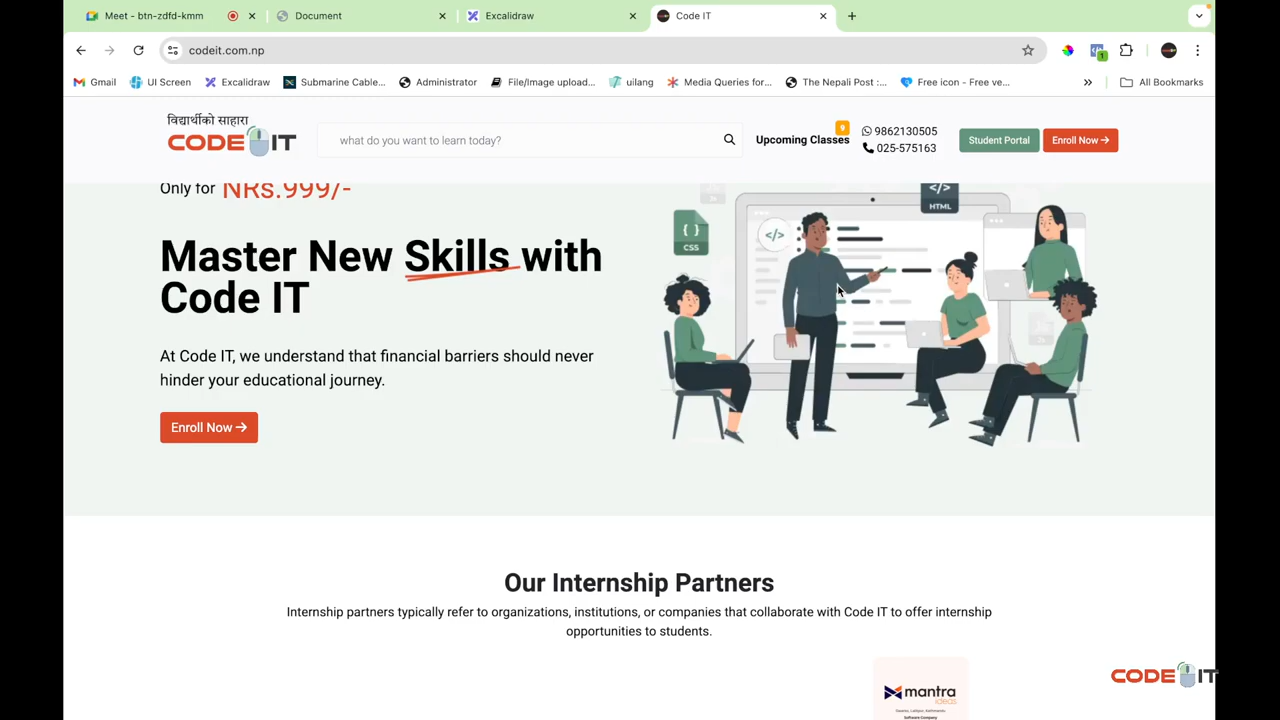 Meet - btn-zdfd-kmm
Document
Excalidraw
Code IT
codeit.com.np
1
Gmail
UI Screen
Excalidraw
Submarine Cable...
Administrator
File/Image upload...
uilang
Media Queries for...
The Nepali Post :...
Free icon - Free ve...
All Bookmarks
विद्यार्थीको साहारा
CODE IT
what do you want to learn today?
Upcoming Classes
9
9862130505
025-575163
Student Portal
Enroll Now
Only for NRs.999/-
Master New Skills with
Code IT
At Code IT, we understand that financial barriers should never
hinder your educational journey.
Enroll Now
{ }
CSS
</>
</>
HTML
Our Internship Partners
Internship partners typically refer to organizations, institutions, or companies that collaborate with Code IT to offer internship
opportunities to students.
mantra
ideas
Software Company
CODE IT